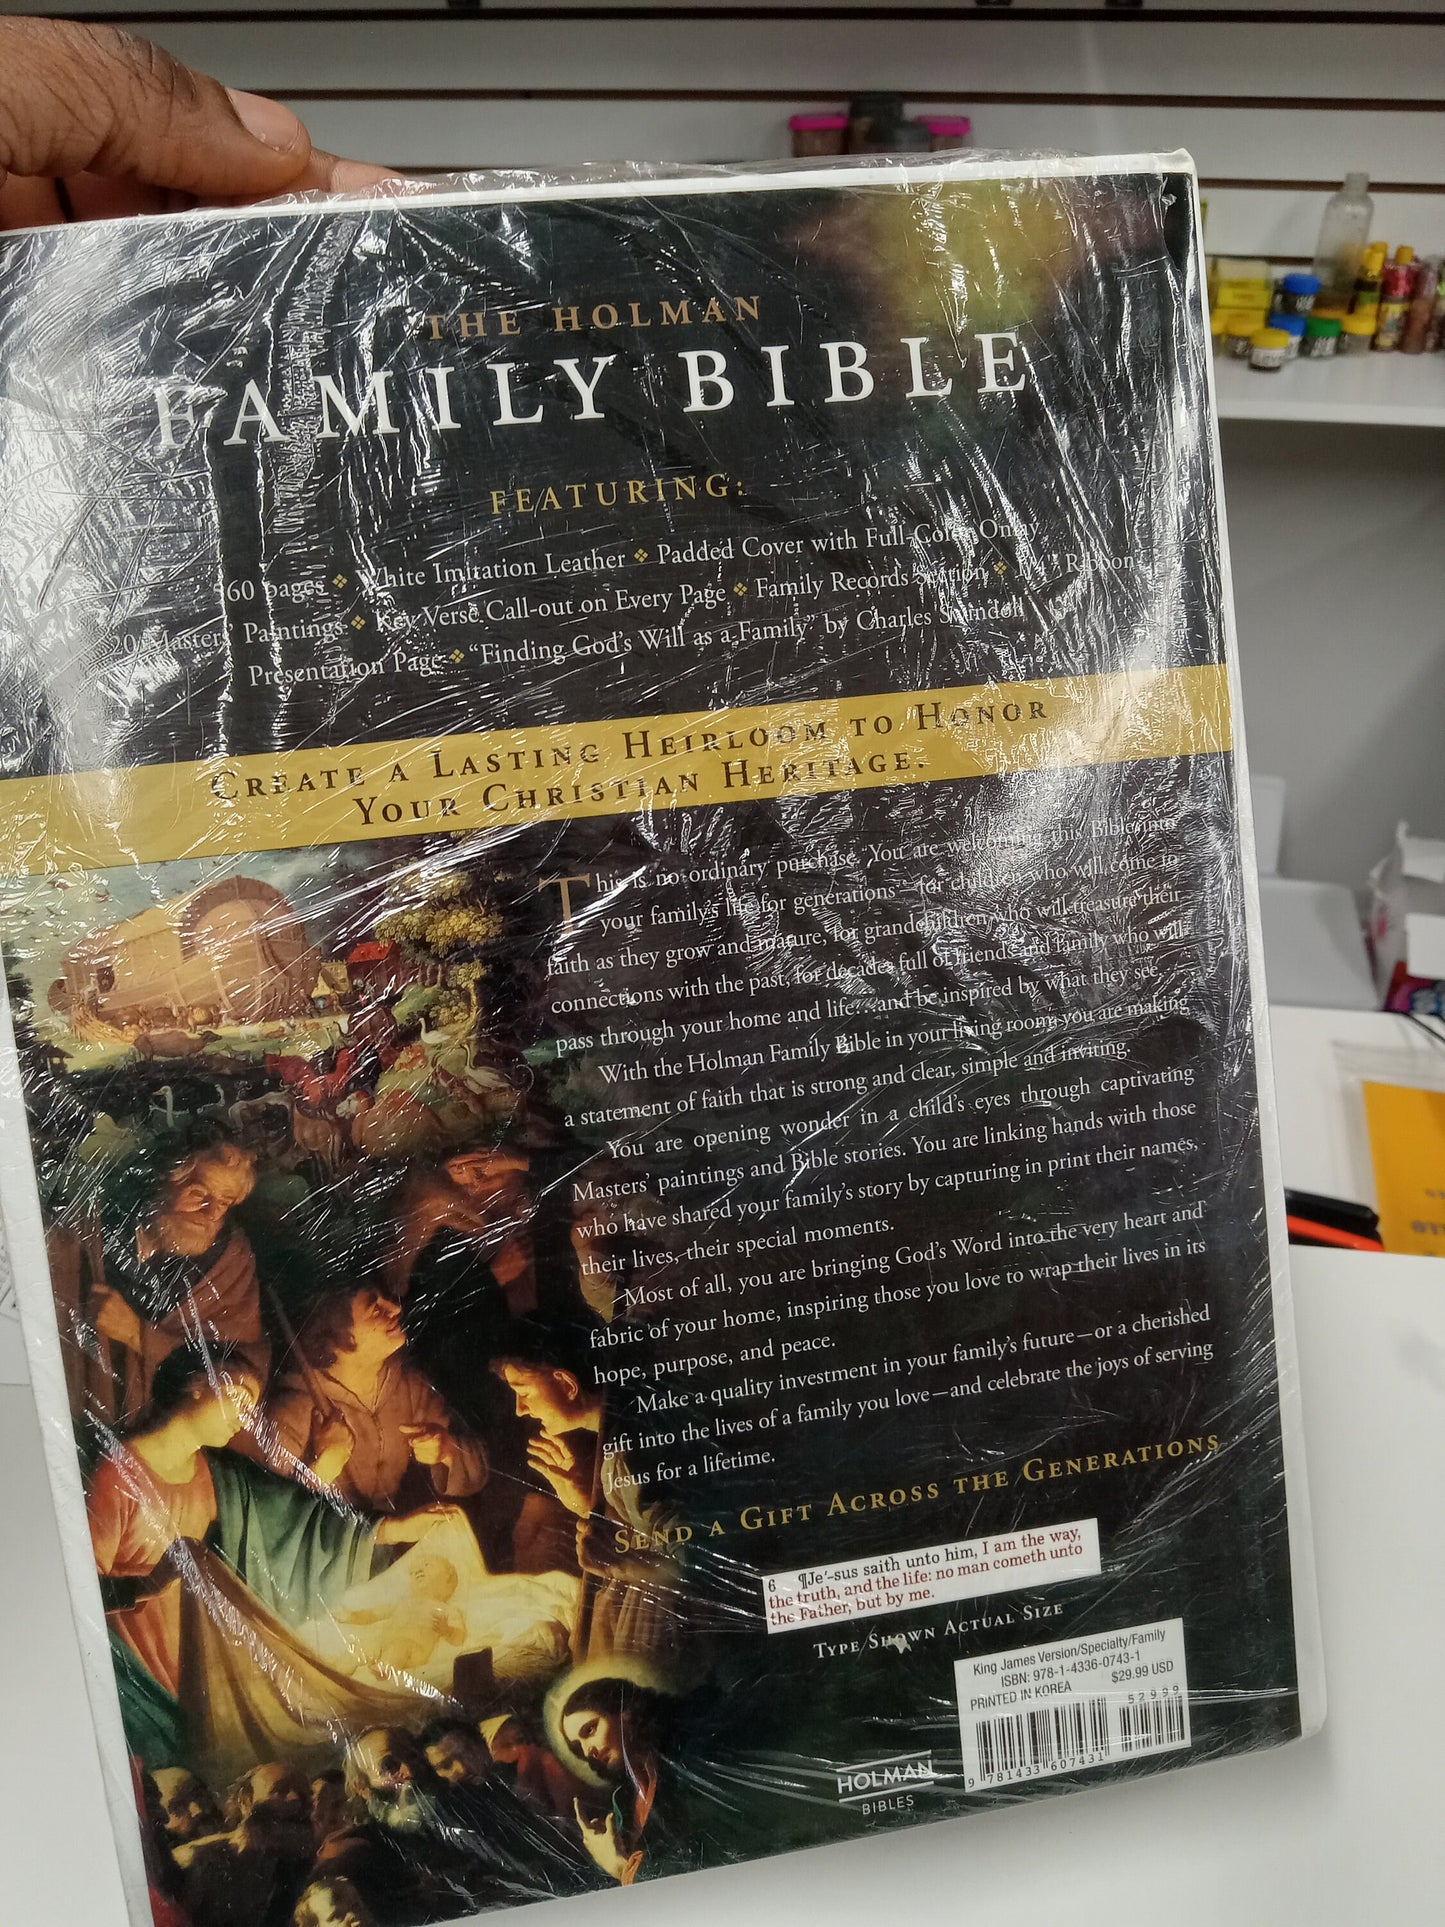 THE HOLMAN
FAMILY BIBLE
FEATURING:
960 pages ❖ White Imitation Leather ❖ Padded Cover with Full-Color Onlay
20 Masters' Paintings ❖ Key Verse Call-out on Every Page ❖ Family Records Section ❖ Ribbon
Presentation Page ❖ "Finding God's Will as a Family" by Charles Swindoll
CREATE A LASTING HEIRLOOM TO HONOR
YOUR CHRISTIAN HERITAGE.
This is no ordinary purchase. You are welcoming this Bible into
your family's life for generations—for children who will come to
faith as they grow and mature, for grandchildren who will treasure their
connections with the past, for decades full of friends and family who will
pass through your home and life...and be inspired by what they see.
With the Holman Family Bible in your living room, you are making
a statement of faith that is strong and clear, simple and inviting.
You are opening wonder in a child's eyes through captivating
Masters' paintings and Bible stories. You are linking hands with those
who have shared your family's story by capturing in print their names,
their lives, their special moments.
Most of all, you are bringing God's Word into the very heart and
fabric of your home, inspiring those you love to wrap their lives in its
hope, purpose, and peace.
Make a quality investment in your family's future—or a cherished
gift into the lives of a family you love—and celebrate the joys of serving
Jesus for a lifetime.
SEND A GIFT ACROSS THE GENERATIONS
6 ¶Je´-sus saith unto him, I am the way,
the truth, and the life: no man cometh unto
the Father, but by me.
TYPE SHOWN ACTUAL SIZE
King James Version/Specialty/Family
ISBN: 978-1-4336-0743-1
PRINTED IN KOREA $29.99 USD
52999
9 781433 607431
HOLMAN
BIBLES